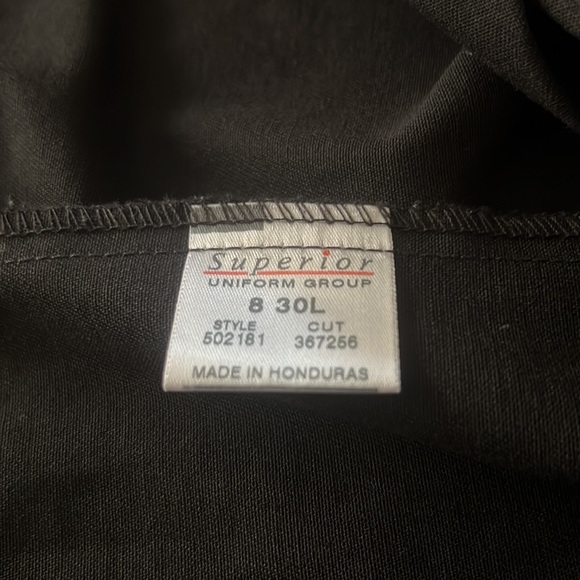 Superior
UNIFORM GROUP
8 30L
STYLE CUT
502181 367256
MADE IN HONDURAS